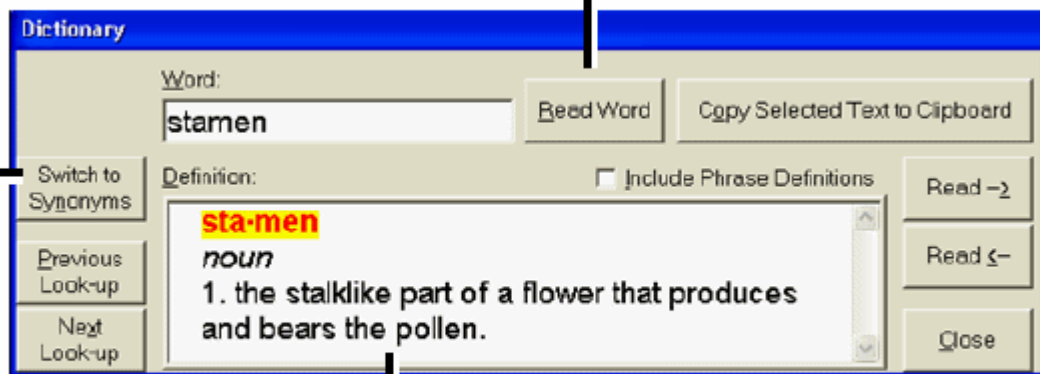 Dictionary
Word:
stamen
Read Word
Copy Selected Text to Clipboard
Switch to
Synonyms
Definition:
Include Phrase Definitions
Read ->
sta·men
noun
1. the stalklike part of a flower that produces
and bears the pollen.
Previous
Look-up
Read <-
Next
Look-up
Close